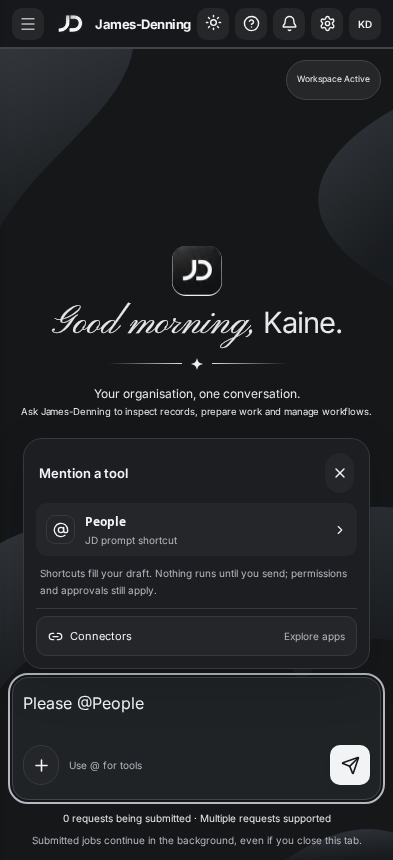 JD James-Denning KD
Workspace Active
JD
Good morning, Kaine.
Your organisation, one conversation.
Ask James-Denning to inspect records, prepare work and manage workflows.
Mention a tool
@ People
JD prompt shortcut
Shortcuts fill your draft. Nothing runs until you send; permissions
and approvals still apply.
Connectors Explore apps
Please @People
Use @ for tools
0 requests being submitted · Multiple requests supported
Submitted jobs continue in the background, even if you close this tab.